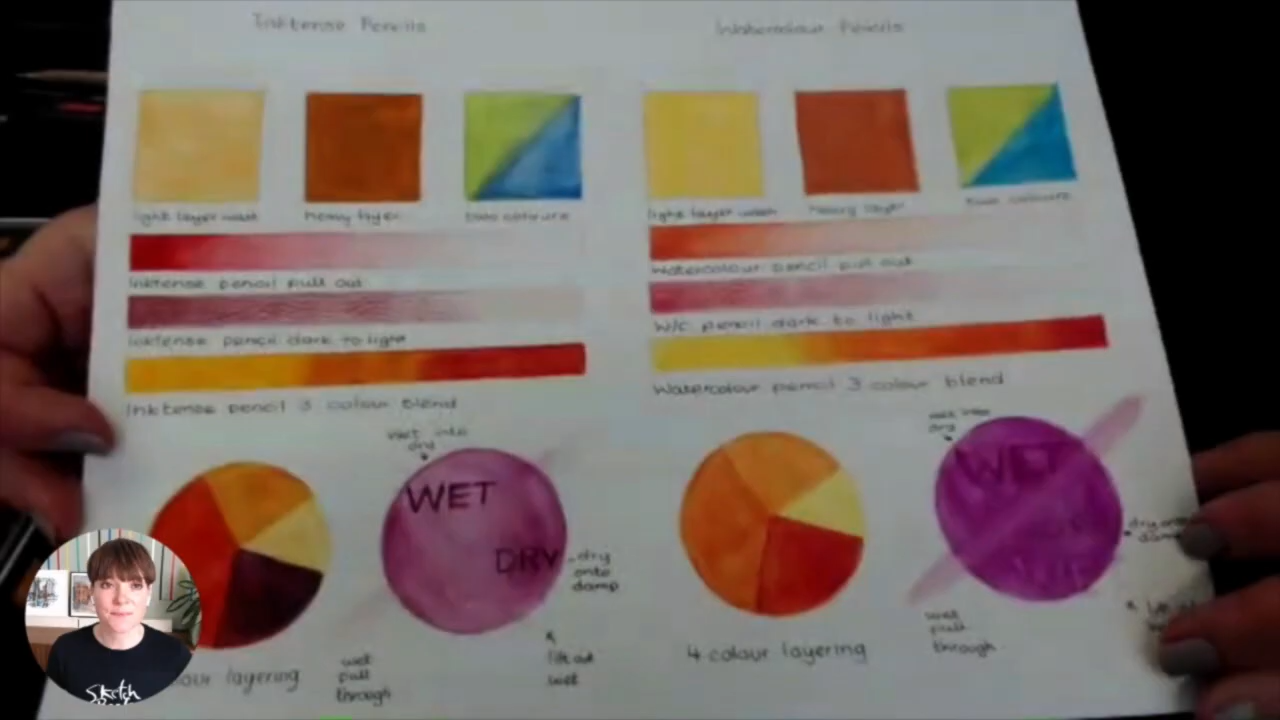 Inktense Pencils
Watercolour Pencils
light layer wash
heavy layer
two colours
light layer wash
heavy layer
two colours
Inktense pencil pull out
Watercolour pencil pull out
Inktense pencil dark to light
W/C pencil dark to light
Inktense pencil 3 colour blend
Watercolour pencil 3 colour blend
wet into
dry
WET
DRY
dry
onto
damp
lift out
wet
wet
pull
through
layering
wet into
dry
WET
dry onto
damp
wet
pull
through
4 colour layering
Sketch